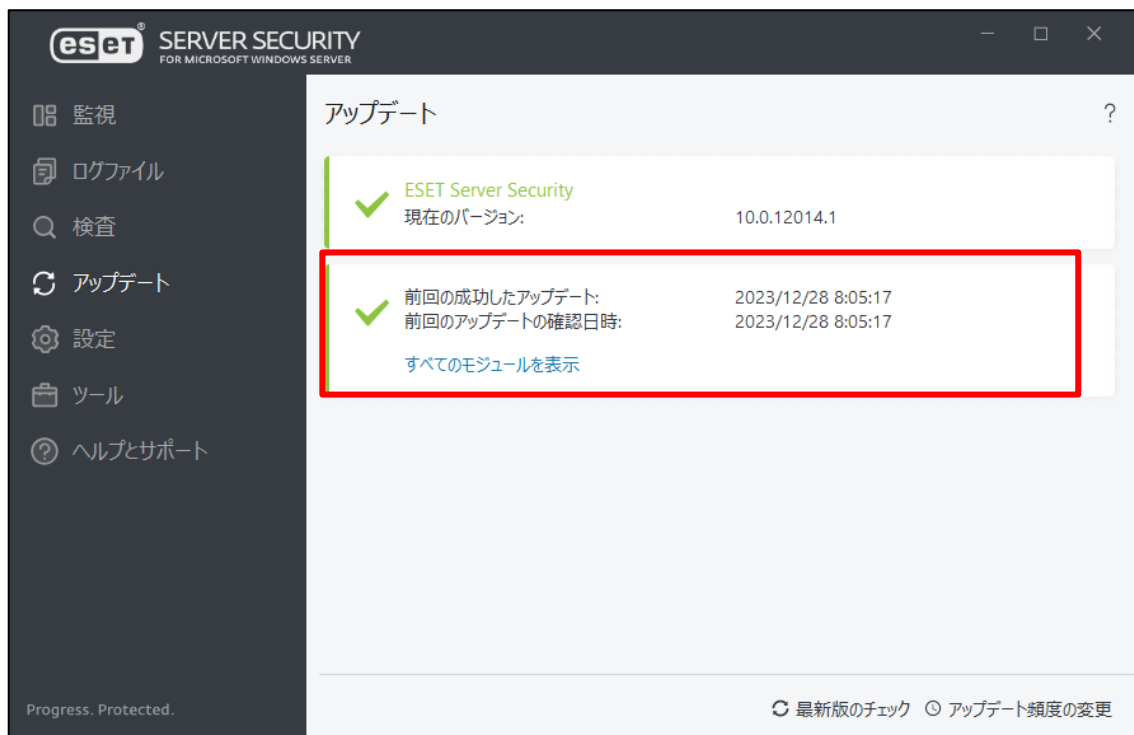 eset® SERVER SECURITY
FOR MICROSOFT WINDOWS SERVER
監視
ログファイル
検査
アップデート
設定
ツール
ヘルプとサポート
Progress. Protected.
アップデート
?
ESET Server Security
現在のバージョン: 10.0.12014.1
前回の成功したアップデート: 2023/12/28 8:05:17
前回のアップデートの確認日時: 2023/12/28 8:05:17
すべてのモジュールを表示
最新版のチェック アップデート頻度の変更